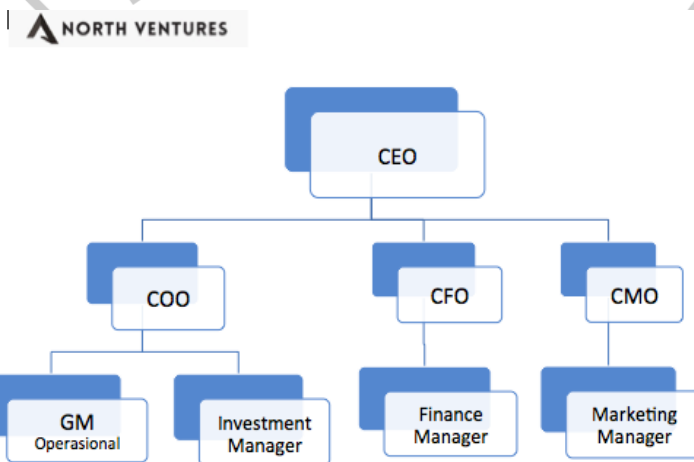 NORTH VENTURES
CEO
COO
CFO
CMO
GM
Operasional
Investment
Manager
Finance
Manager
Marketing
Manager